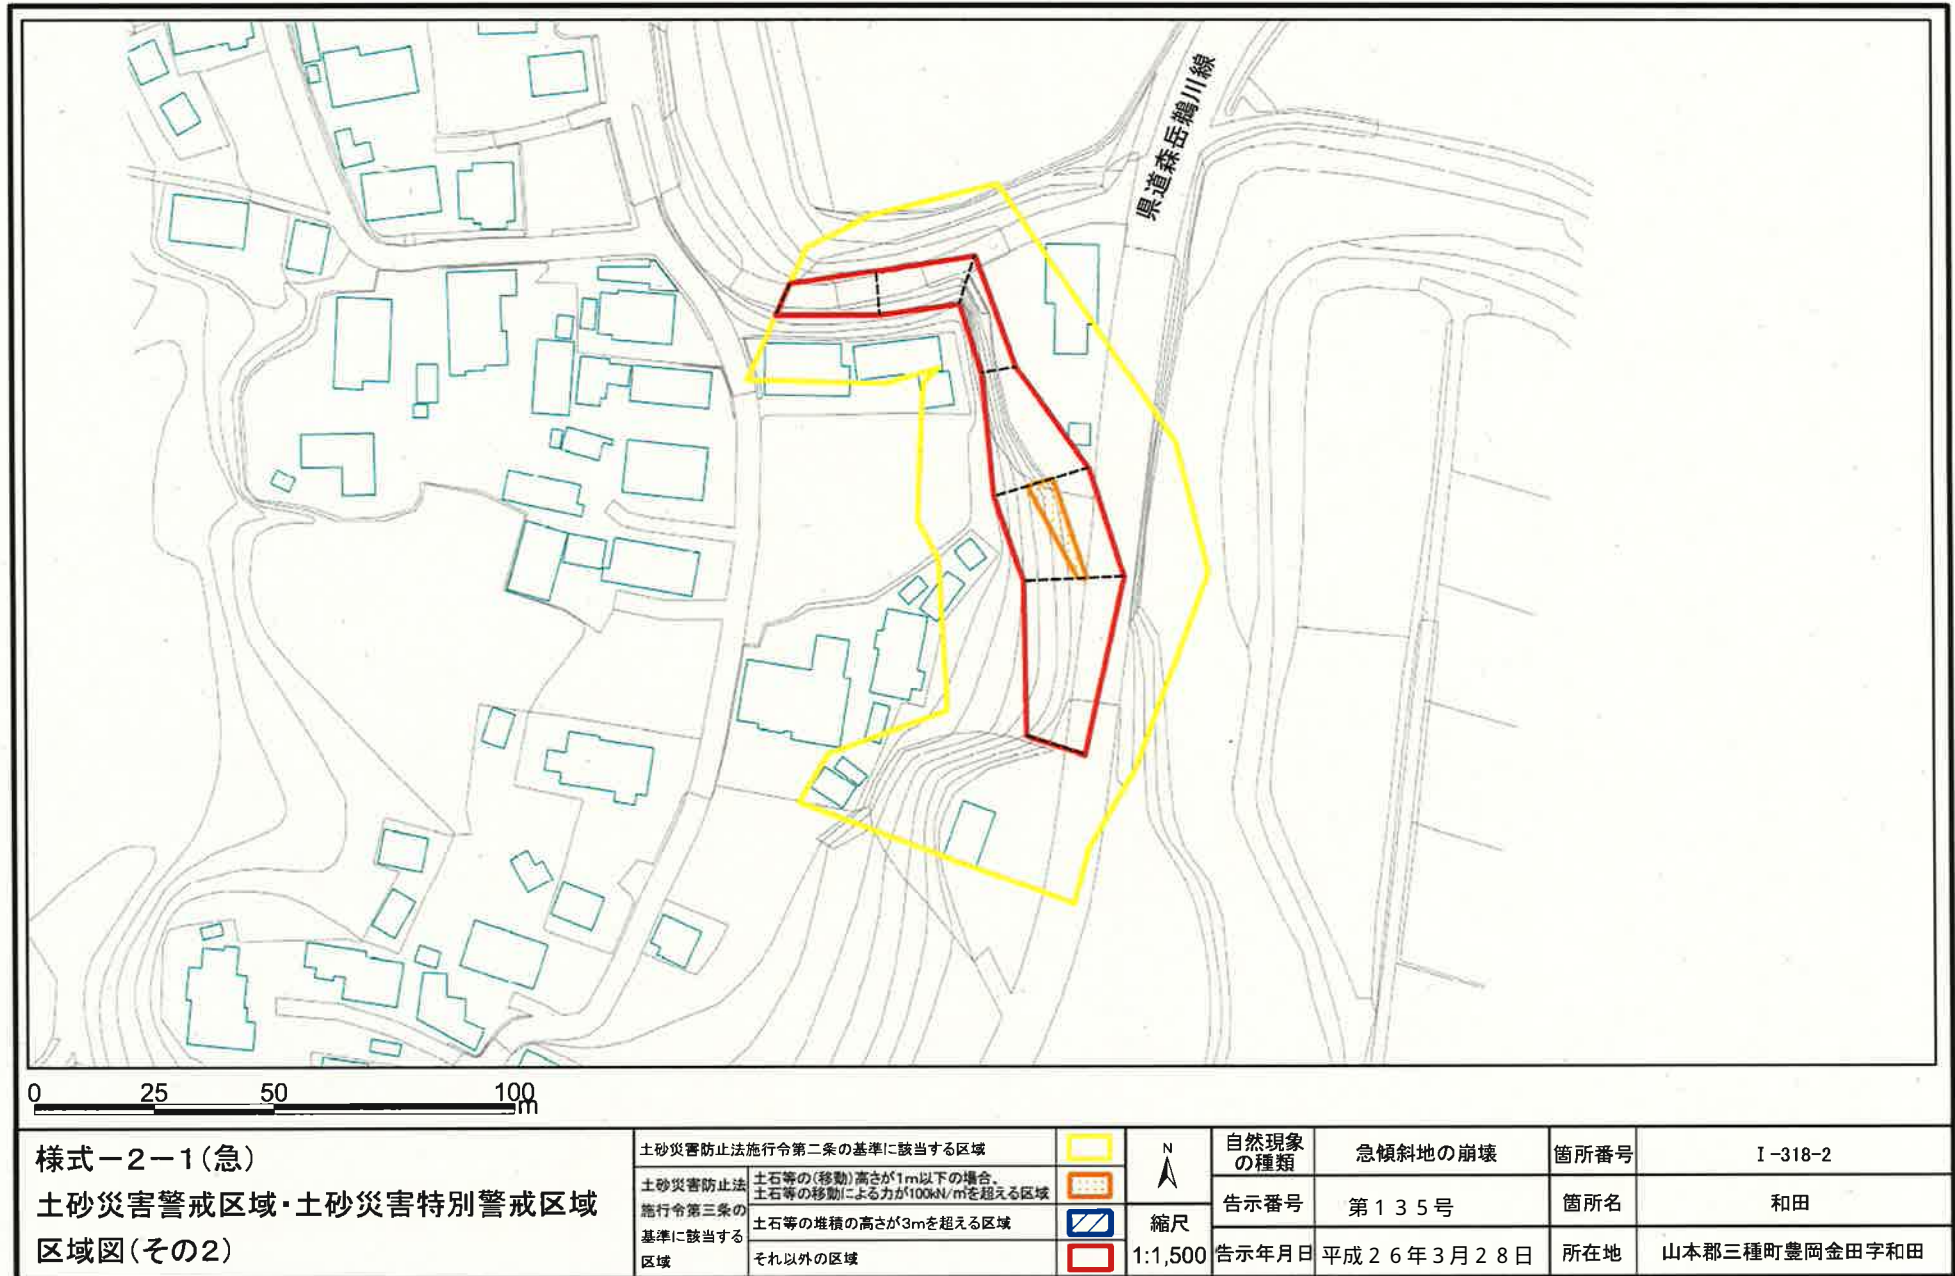 県道森岳鵜川線
0 25 50 100
m
様式－2－1(急)
土砂災害警戒区域・土砂災害特別警戒区域
区域図(その2)
土砂災害防止法施行令第二条の基準に該当する区域
土砂災害防止法
施行令第三条の
基準に該当する
区域
土石等の(移動)高さが1m以下の場合、
土石等の移動による力が100kN/㎡を超える区域
土石等の堆積の高さが3mを超える区域
それ以外の区域
N
縮尺
1:1,500
自然現象
の種類
急傾斜地の崩壊
箇所番号
Ⅰ-318-2
告示番号
第１３５号
箇所名
和田
告示年月日
平成２６年３月２８日
所在地
山本郡三種町豊岡金田字和田